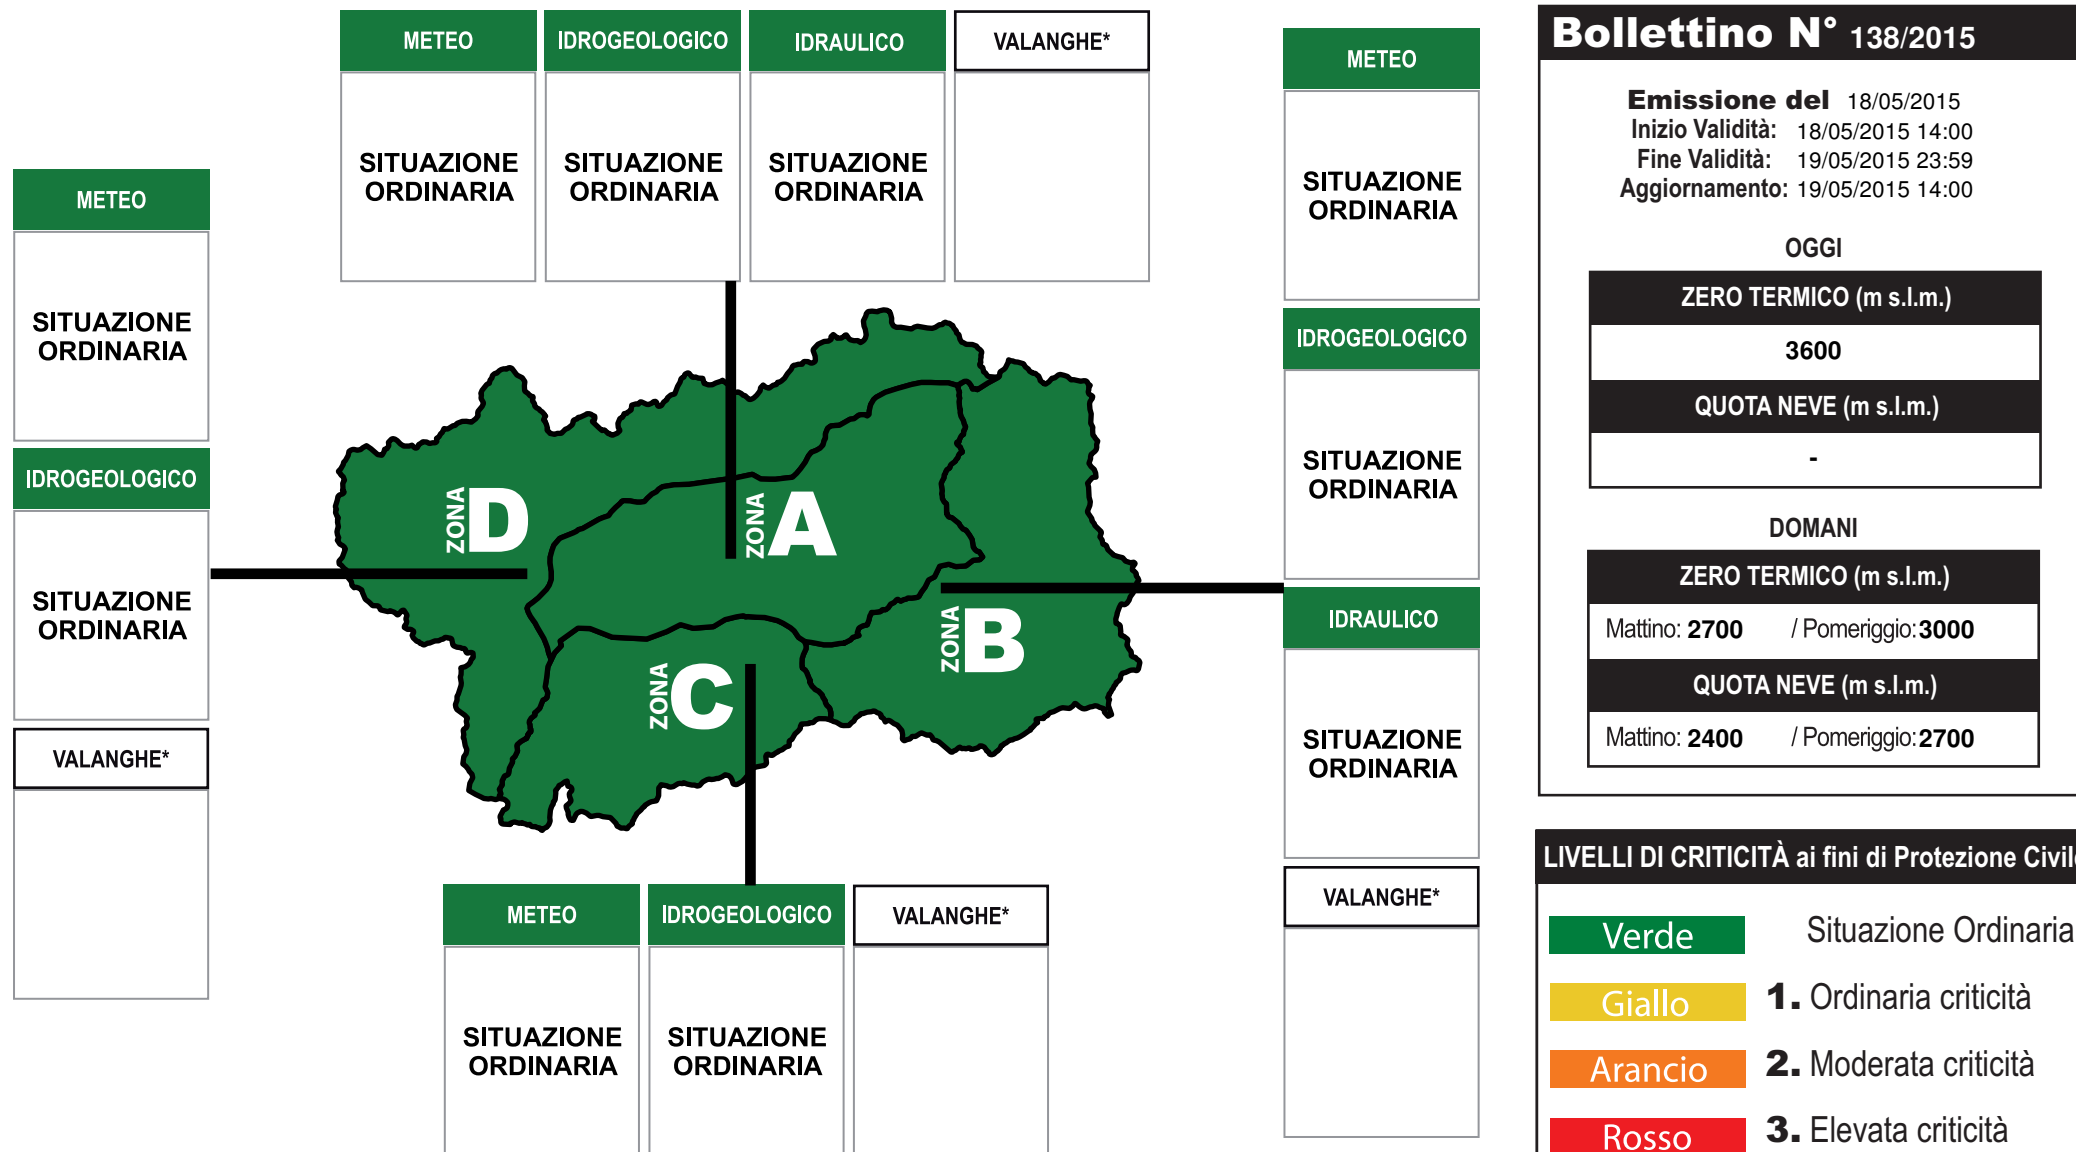 METEO
IDROGEOLOGICO
IDRAULICO
VALANGHE*
SITUAZIONE
ORDINARIA
SITUAZIONE
ORDINARIA
SITUAZIONE
ORDINARIA
METEO
SITUAZIONE
ORDINARIA
IDROGEOLOGICO
SITUAZIONE
ORDINARIA
VALANGHE*
ZONA D
ZONA A
ZONA B
ZONA C
METEO
SITUAZIONE
ORDINARIA
IDROGEOLOGICO
SITUAZIONE
ORDINARIA
IDRAULICO
SITUAZIONE
ORDINARIA
VALANGHE*
METEO
IDROGEOLOGICO
VALANGHE*
SITUAZIONE
ORDINARIA
SITUAZIONE
ORDINARIA
Bollettino N° 138/2015
Emissione del 18/05/2015
Inizio Validità: 18/05/2015 14:00
Fine Validità: 19/05/2015 23:59
Aggiornamento: 19/05/2015 14:00
OGGI
ZERO TERMICO (m s.l.m.)
3600
QUOTA NEVE (m s.l.m.)
-
DOMANI
ZERO TERMICO (m s.l.m.)
Mattino: 2700 / Pomeriggio: 3000
QUOTA NEVE (m s.l.m.)
Mattino: 2400 / Pomeriggio: 2700
LIVELLI DI CRITICITÀ ai fini di Protezione Civile
Verde Situazione Ordinaria
Giallo 1. Ordinaria criticità
Arancio 2. Moderata criticità
Rosso 3. Elevata criticità